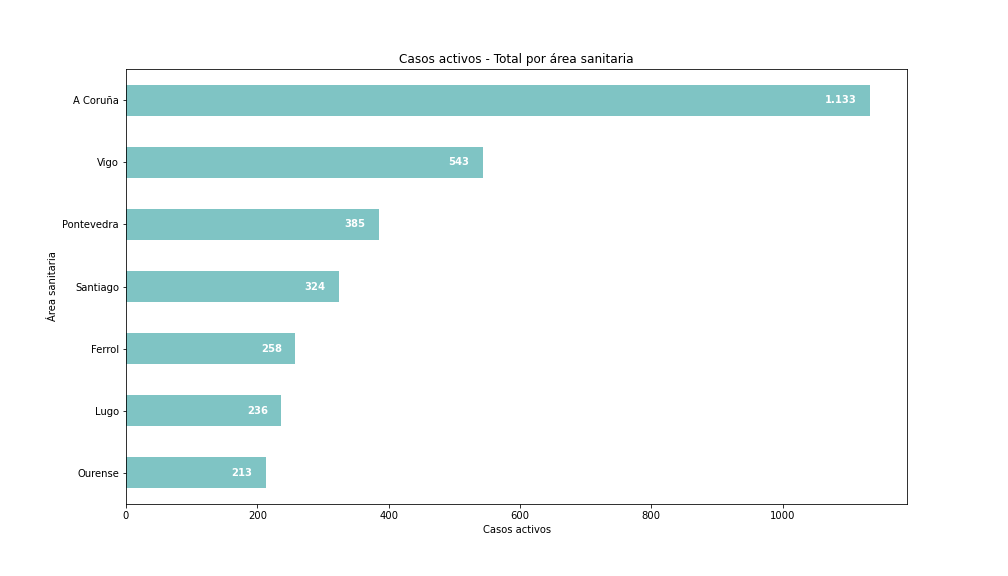 Casos activos - Total por área sanitaria
A Coruña
1.133
Vigo
543
Pontevedra
385
Santiago
324
Ferrol
258
Lugo
236
Ourense
213
Área sanitaria
0 200 400 600 800 1000
Casos activos